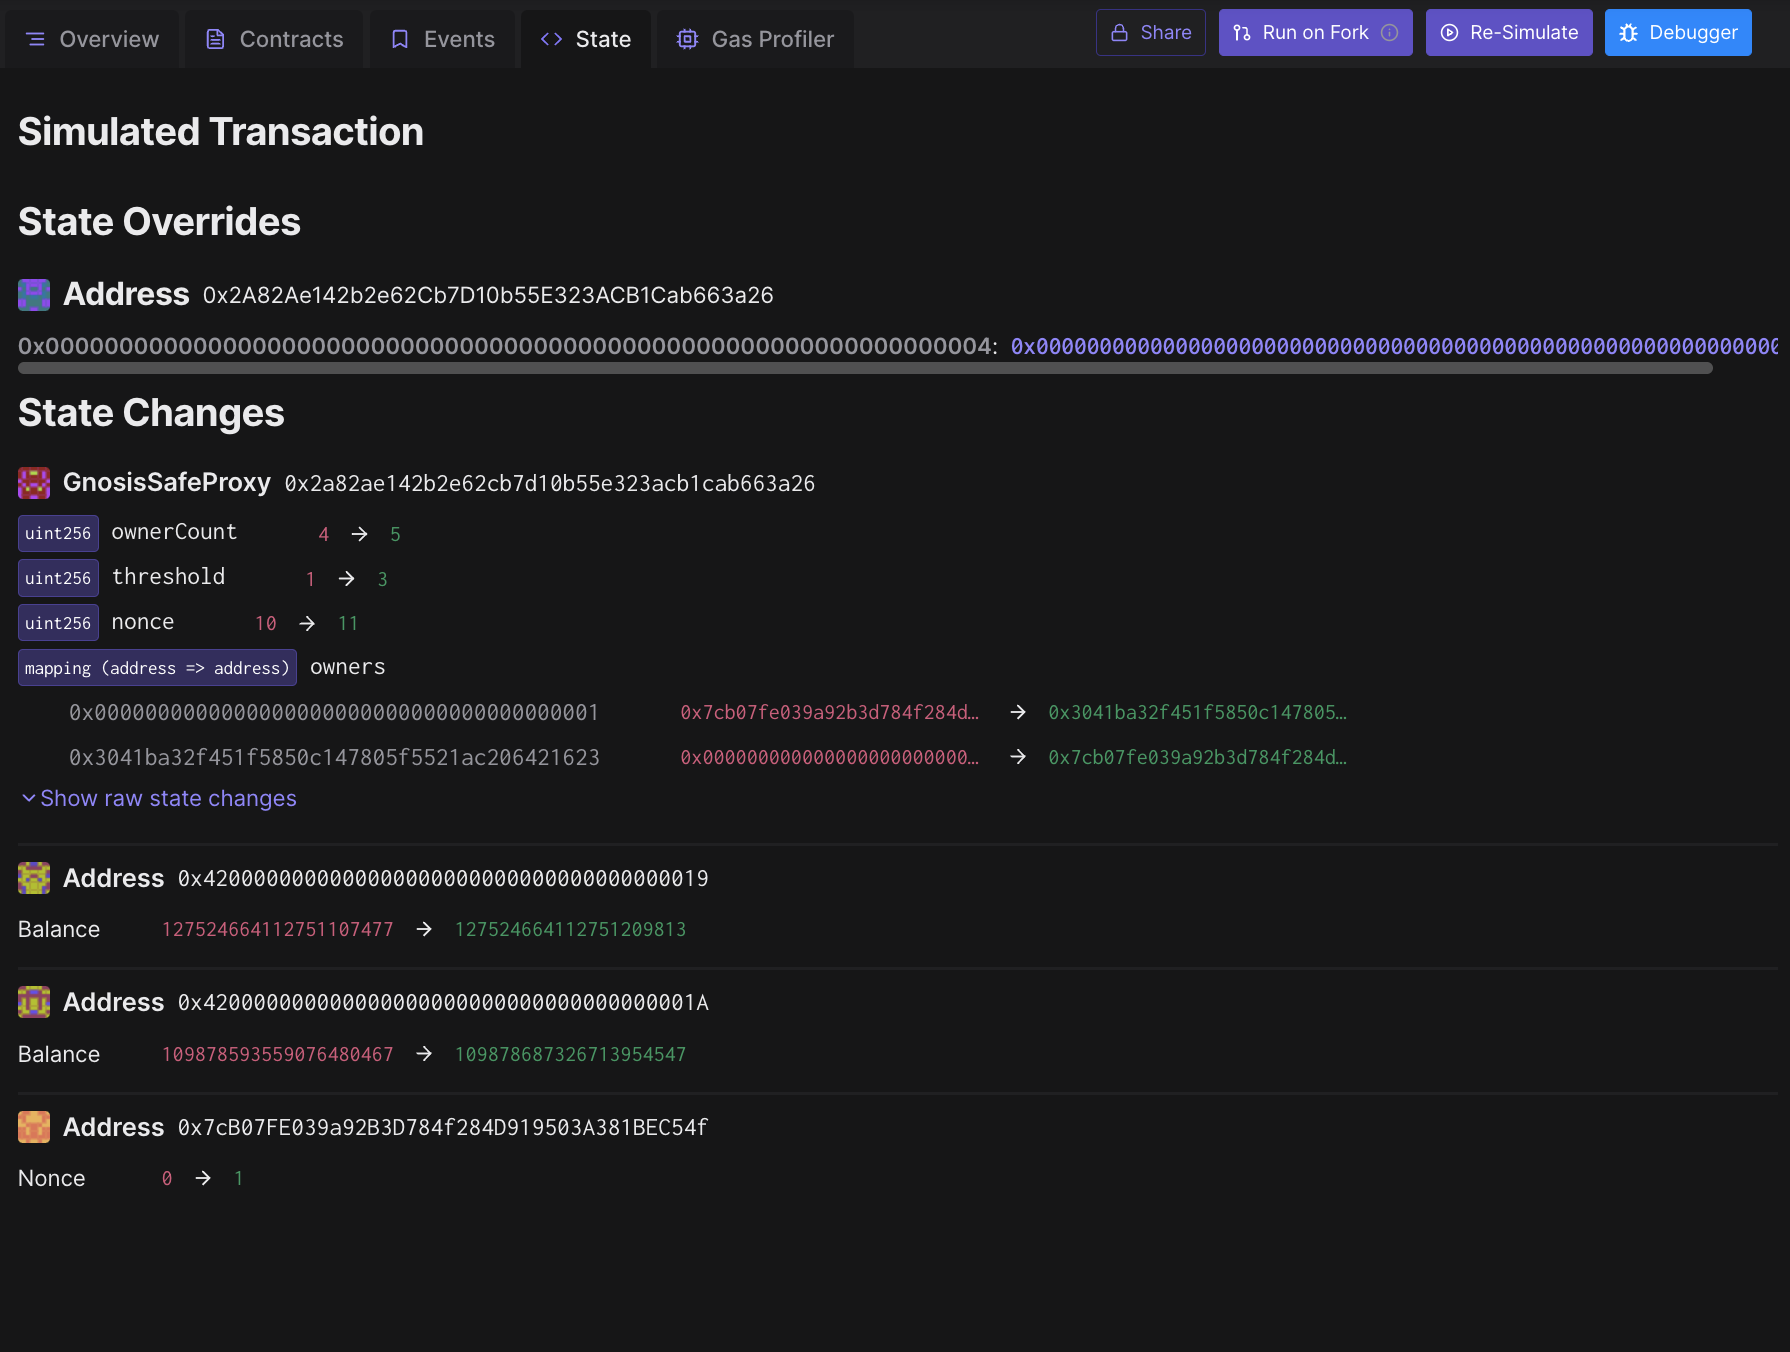 Overview
Contracts
Events
State
Gas Profiler
Share
Run on Fork
Re-Simulate
Debugger
Simulated Transaction
State Overrides
Address 0x2A82Ae142b2e62Cb7D10b55E323ACB1Cab663a26
0x0000000000000000000000000000000000000000000000000000000000000004: 0x0000000000000000000000000000000000000000000000000000000000
State Changes
GnosisSafeProxy 0x2a82ae142b2e62cb7d10b55e323acb1cab663a26
uint256 ownerCount 4 → 5
uint256 threshold 1 → 3
uint256 nonce 10 → 11
mapping (address => address) owners
0x0000000000000000000000000000000000000001 0x7cb07fe039a92b3d784f284d… → 0x3041ba32f451f5850c147805…
0x3041ba32f451f5850c147805f5521ac206421623 0x000000000000000000000000… → 0x7cb07fe039a92b3d784f284d…
Show raw state changes
Address 0x4200000000000000000000000000000000000019
Balance 127524664112751107477 → 127524664112751209813
Address 0x420000000000000000000000000000000000001A
Balance 109878593559076480467 → 109878687326713954547
Address 0x7cB07FE039a92B3D784f284D919503A381BEC54f
Nonce 0 → 1